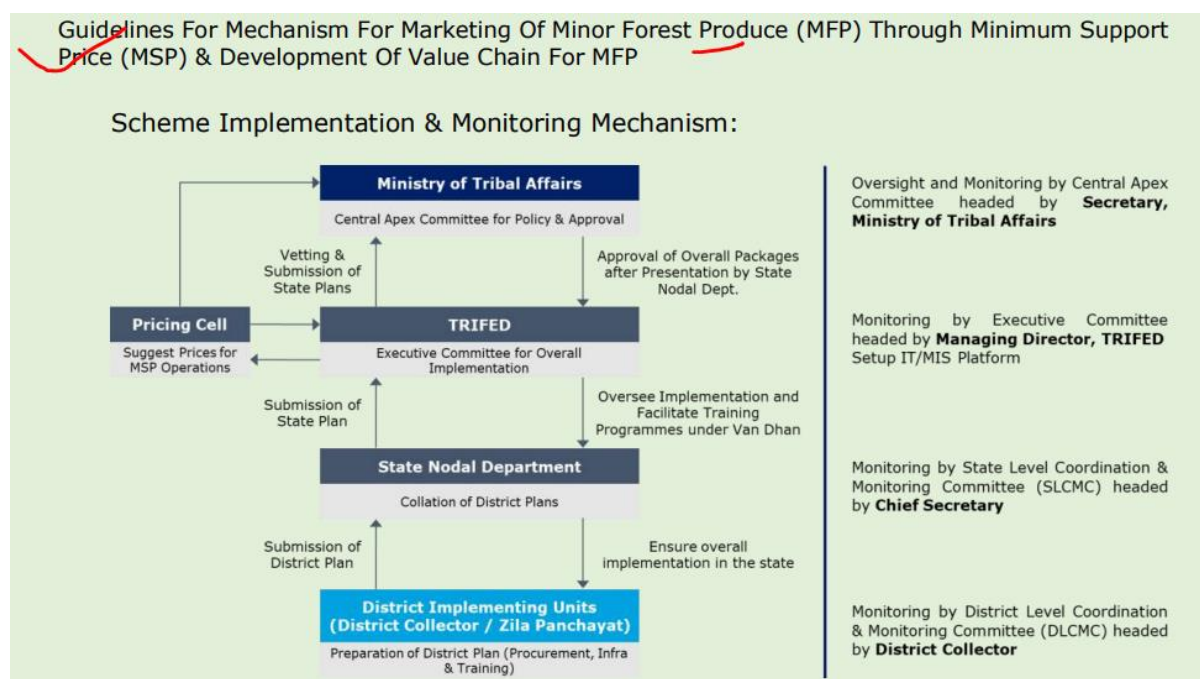 Guidelines For Mechanism For Marketing Of Minor Forest Produce (MFP) Through Minimum Support
Price (MSP) & Development Of Value Chain For MFP
Scheme Implementation & Monitoring Mechanism:
Ministry of Tribal Affairs
Central Apex Committee for Policy & Approval
Oversight and Monitoring by Central Apex
Committee headed by Secretary,
Ministry of Tribal Affairs
Vetting &
Submission of
State Plans
Approval of Overall Packages
after Presentation by State
Nodal Dept.
Pricing Cell
Suggest Prices for
MSP Operations
TRIFED
Executive Committee for Overall
Implementation
Monitoring by Executive Committee
headed by Managing Director, TRIFED
Setup IT/MIS Platform
Submission of
State Plan
Oversee Implementation and
Facilitate Training
Programmes under Van Dhan
State Nodal Department
Collation of District Plans
Monitoring by State Level Coordination &
Monitoring Committee (SLCMC) headed
by Chief Secretary
Submission of
District Plan
Ensure overall
implementation in the state
District Implementing Units
(District Collector / Zila Panchayat)
Preparation of District Plan (Procurement, Infra
& Training)
Monitoring by District Level Coordination
& Monitoring Committee (DLCMC) headed
by District Collector